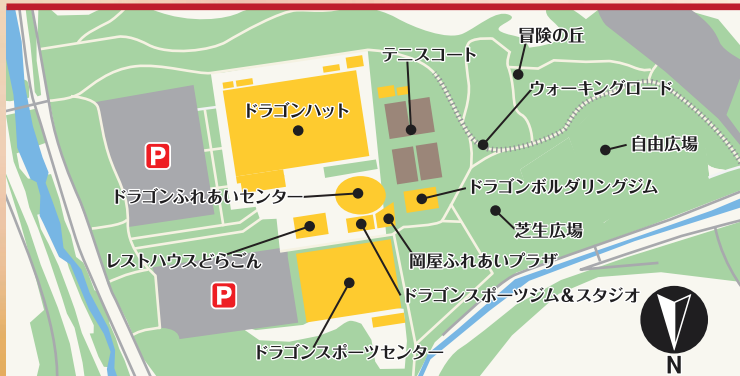 冒険の丘
テニスコート
ウォーキングロード
ドラゴンハット
自由広場
P
ドラゴンふれあいセンター
ドラゴンボルダリングジム
芝生広場
レストハウスどらごん
岡屋ふれあいプラザ
P
ドラゴンスポーツジム&スタジオ
ドラゴンスポーツセンター
N